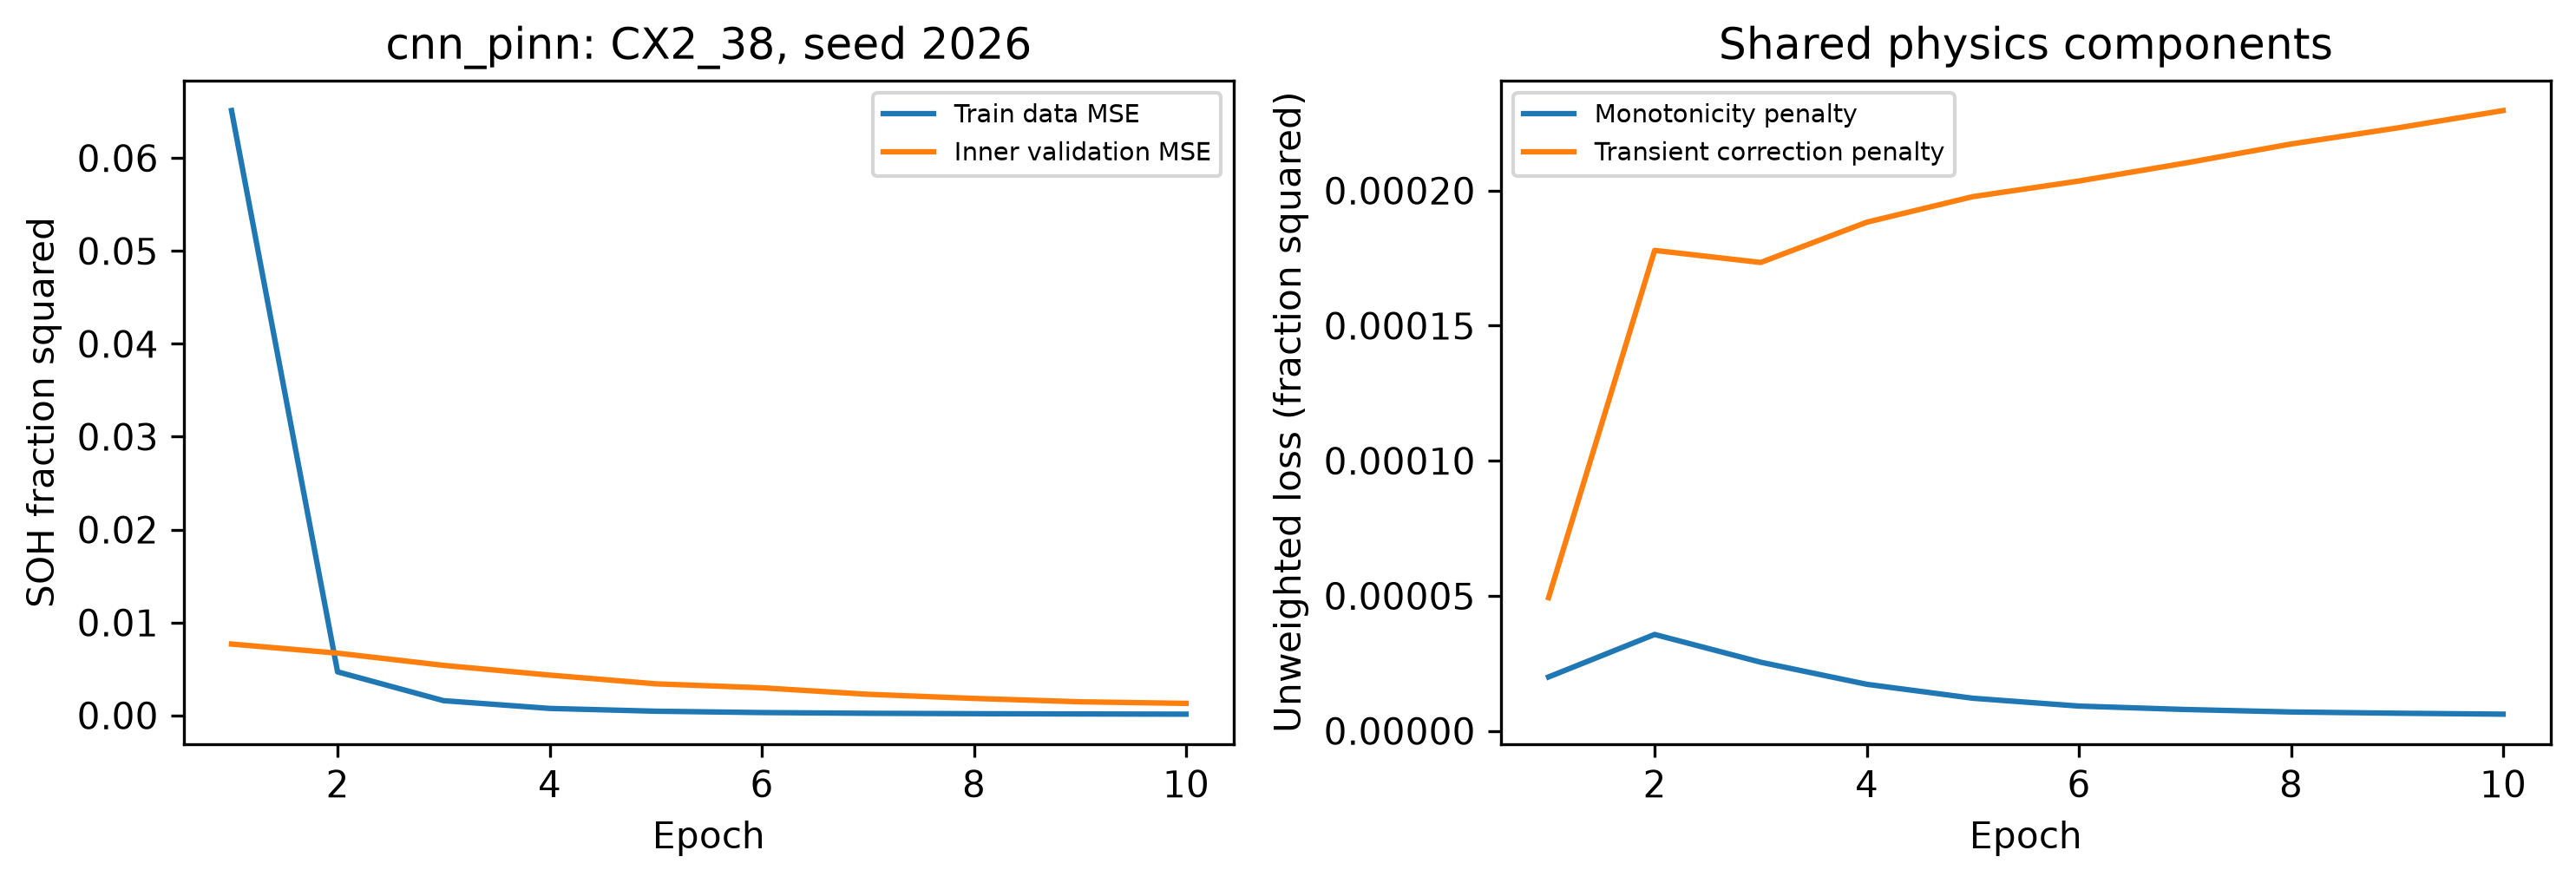 cnn_pinn: CX2_38, seed 2026
SOH fraction squared
0.06
0.05
0.04
0.03
0.02
0.01
0.00
Train data MSE
Inner validation MSE
2 4 6 8 10
Epoch
Shared physics components
Unweighted loss (fraction squared)
0.00020
0.00015
0.00010
0.00005
0.00000
Monotonicity penalty
Transient correction penalty
2 4 6 8 10
Epoch